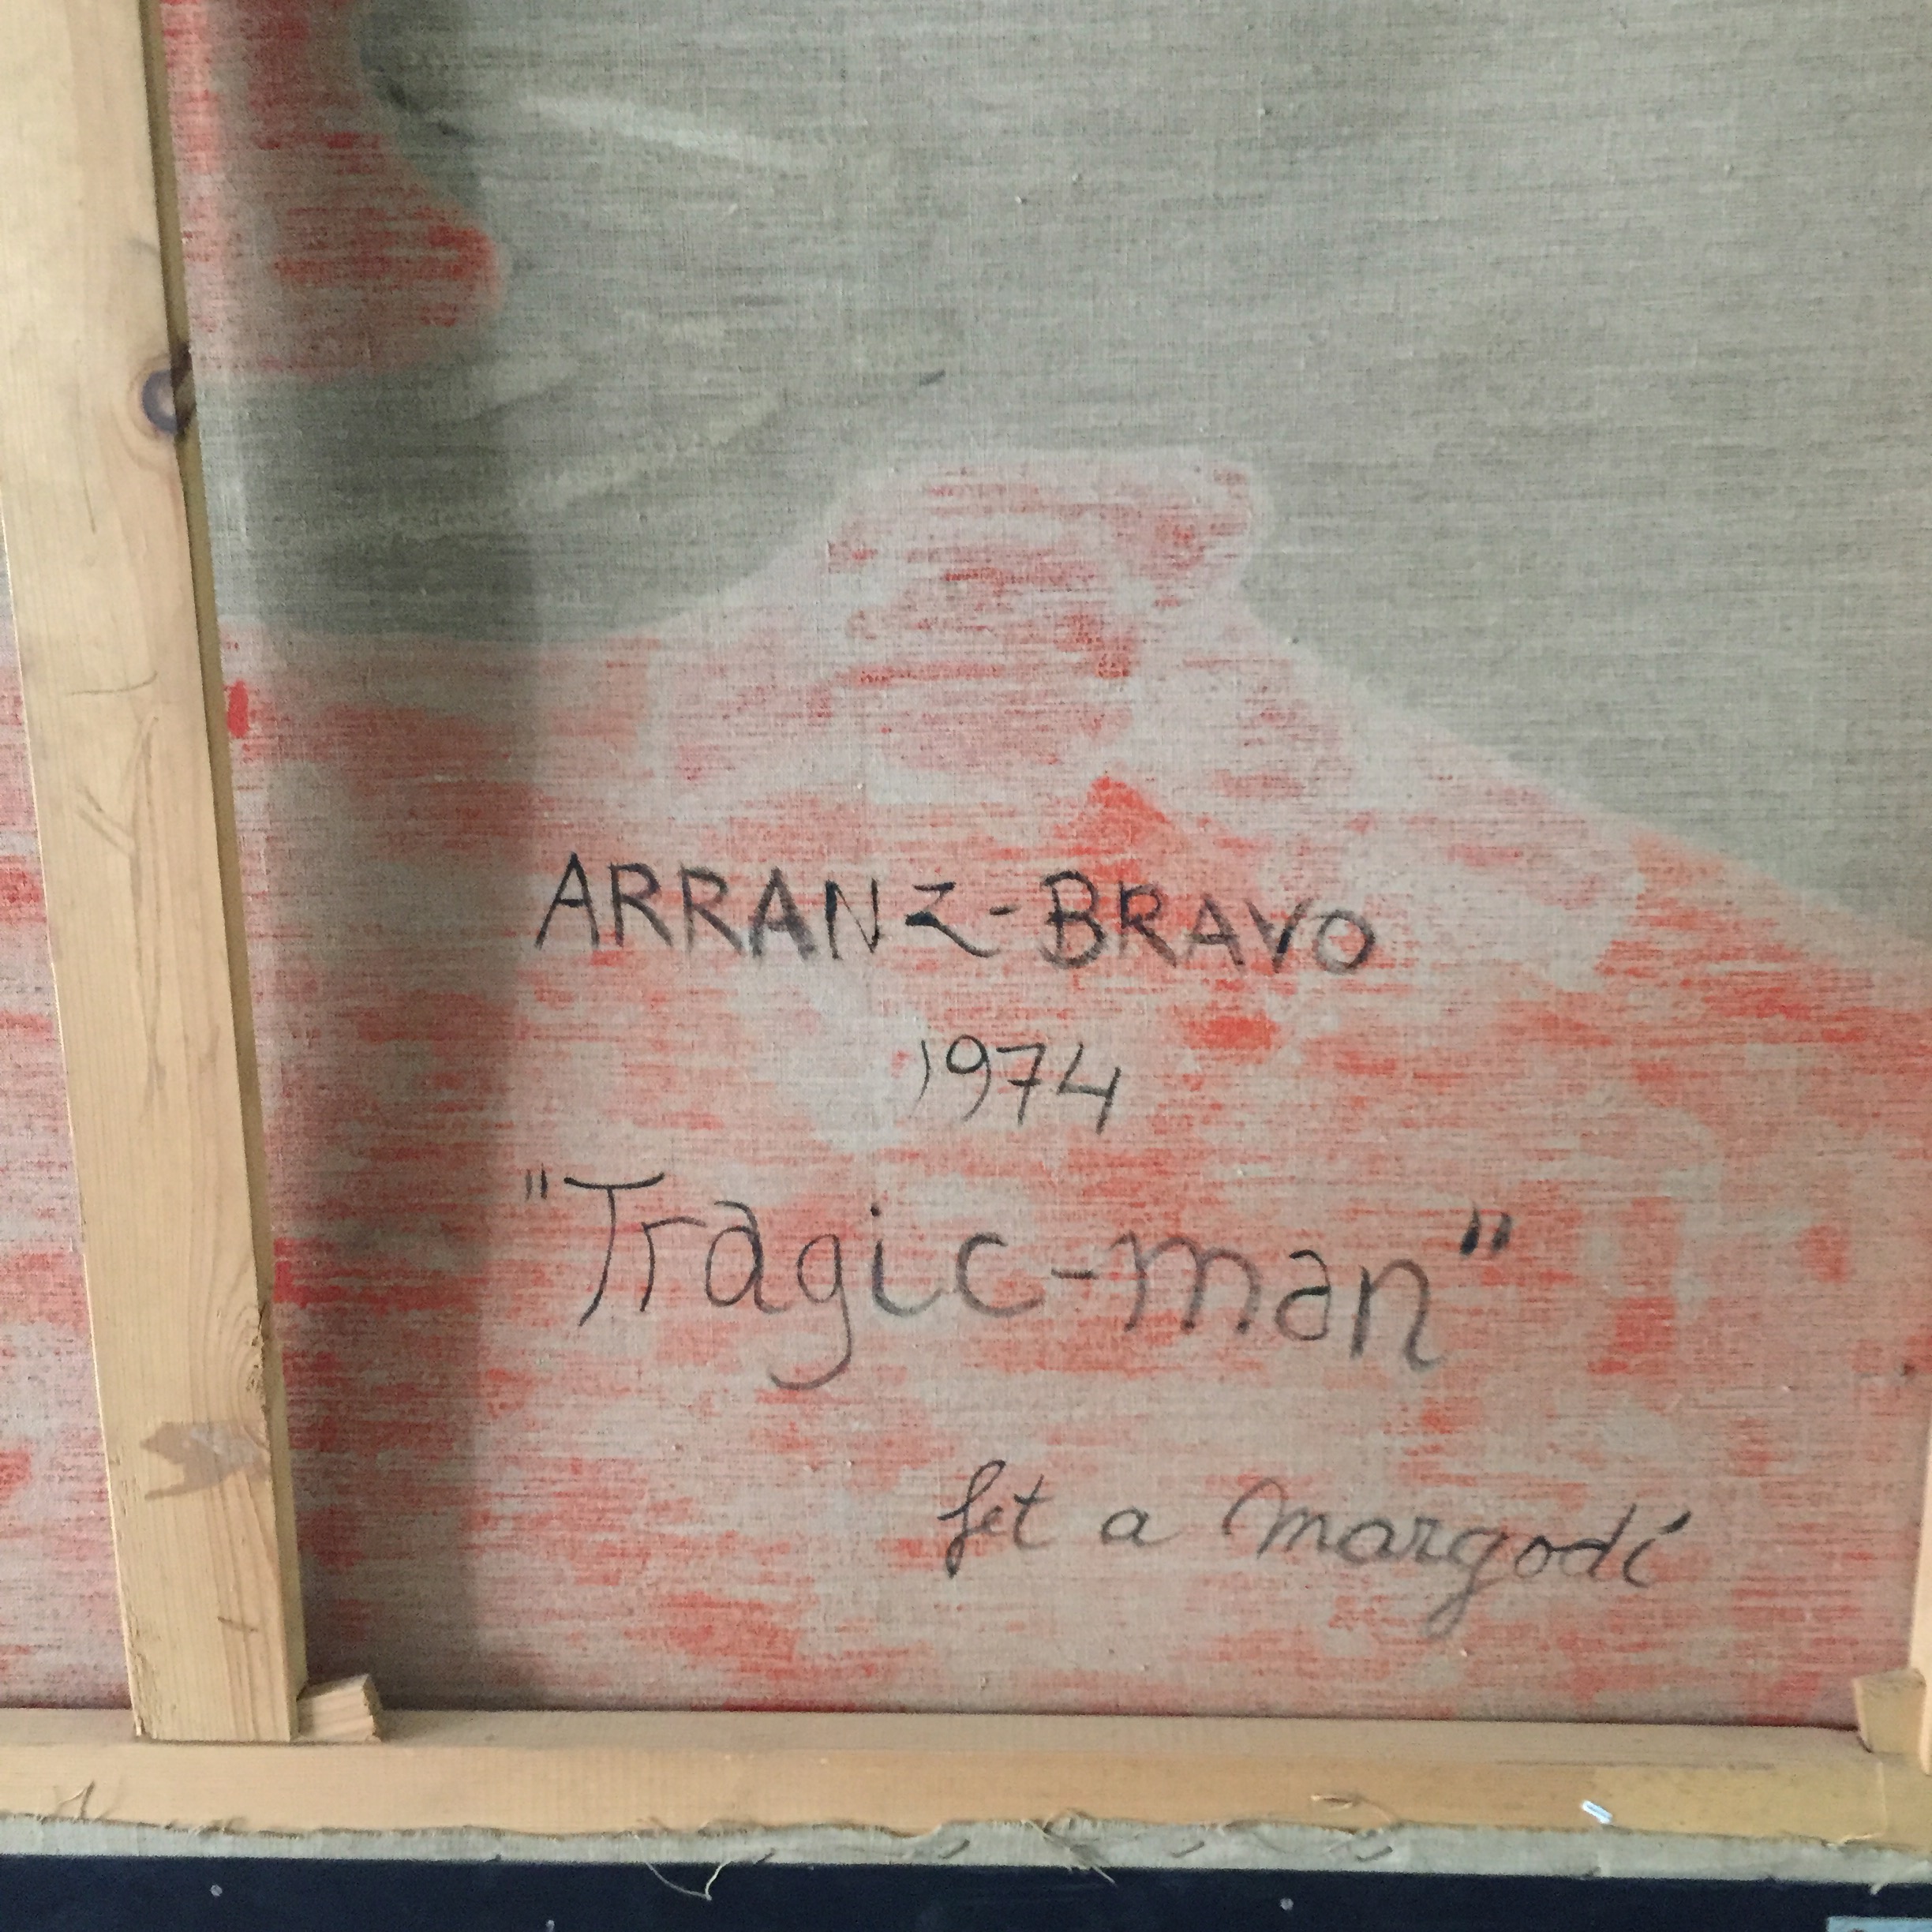 ARRANZ-BRAVO
1974
"Tragic-man"
fet a Margodí